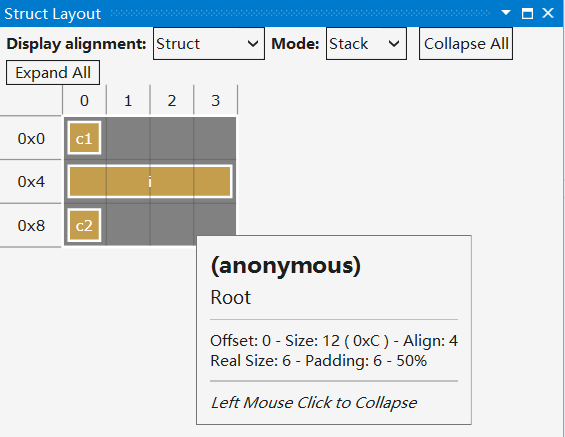 Struct Layout
Display alignment: Struct Mode: Stack Collapse All
Expand All
0 1 2 3
0x0 c1
0x4 i
0x8 c2
(anonymous)
Root
Offset: 0 - Size: 12 ( 0xC ) - Align: 4
Real Size: 6 - Padding: 6 - 50%
Left Mouse Click to Collapse